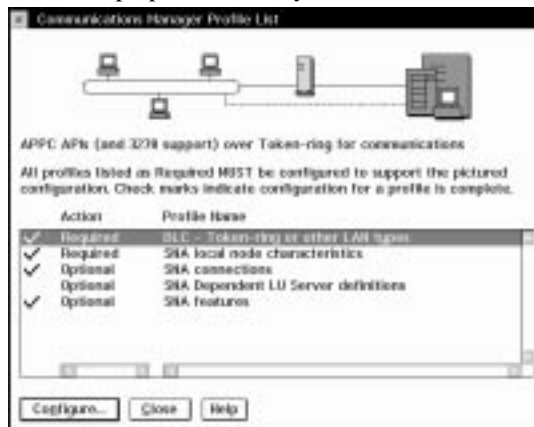 Communications Manager Profile List
APPC APIs (and 3270 support) over Token-ring for communications
All profiles listed as Required MUST be configured to support the pictured
configuration. Check marks indicate configuration for a profile is complete.
Action Profile Name
Required DLC - Token-ring or other LAN types
Required SNA local node characteristics
Optional SNA connections
Optional SNA Dependent LU Server definitions
Optional SNA features
Configure... Close Help